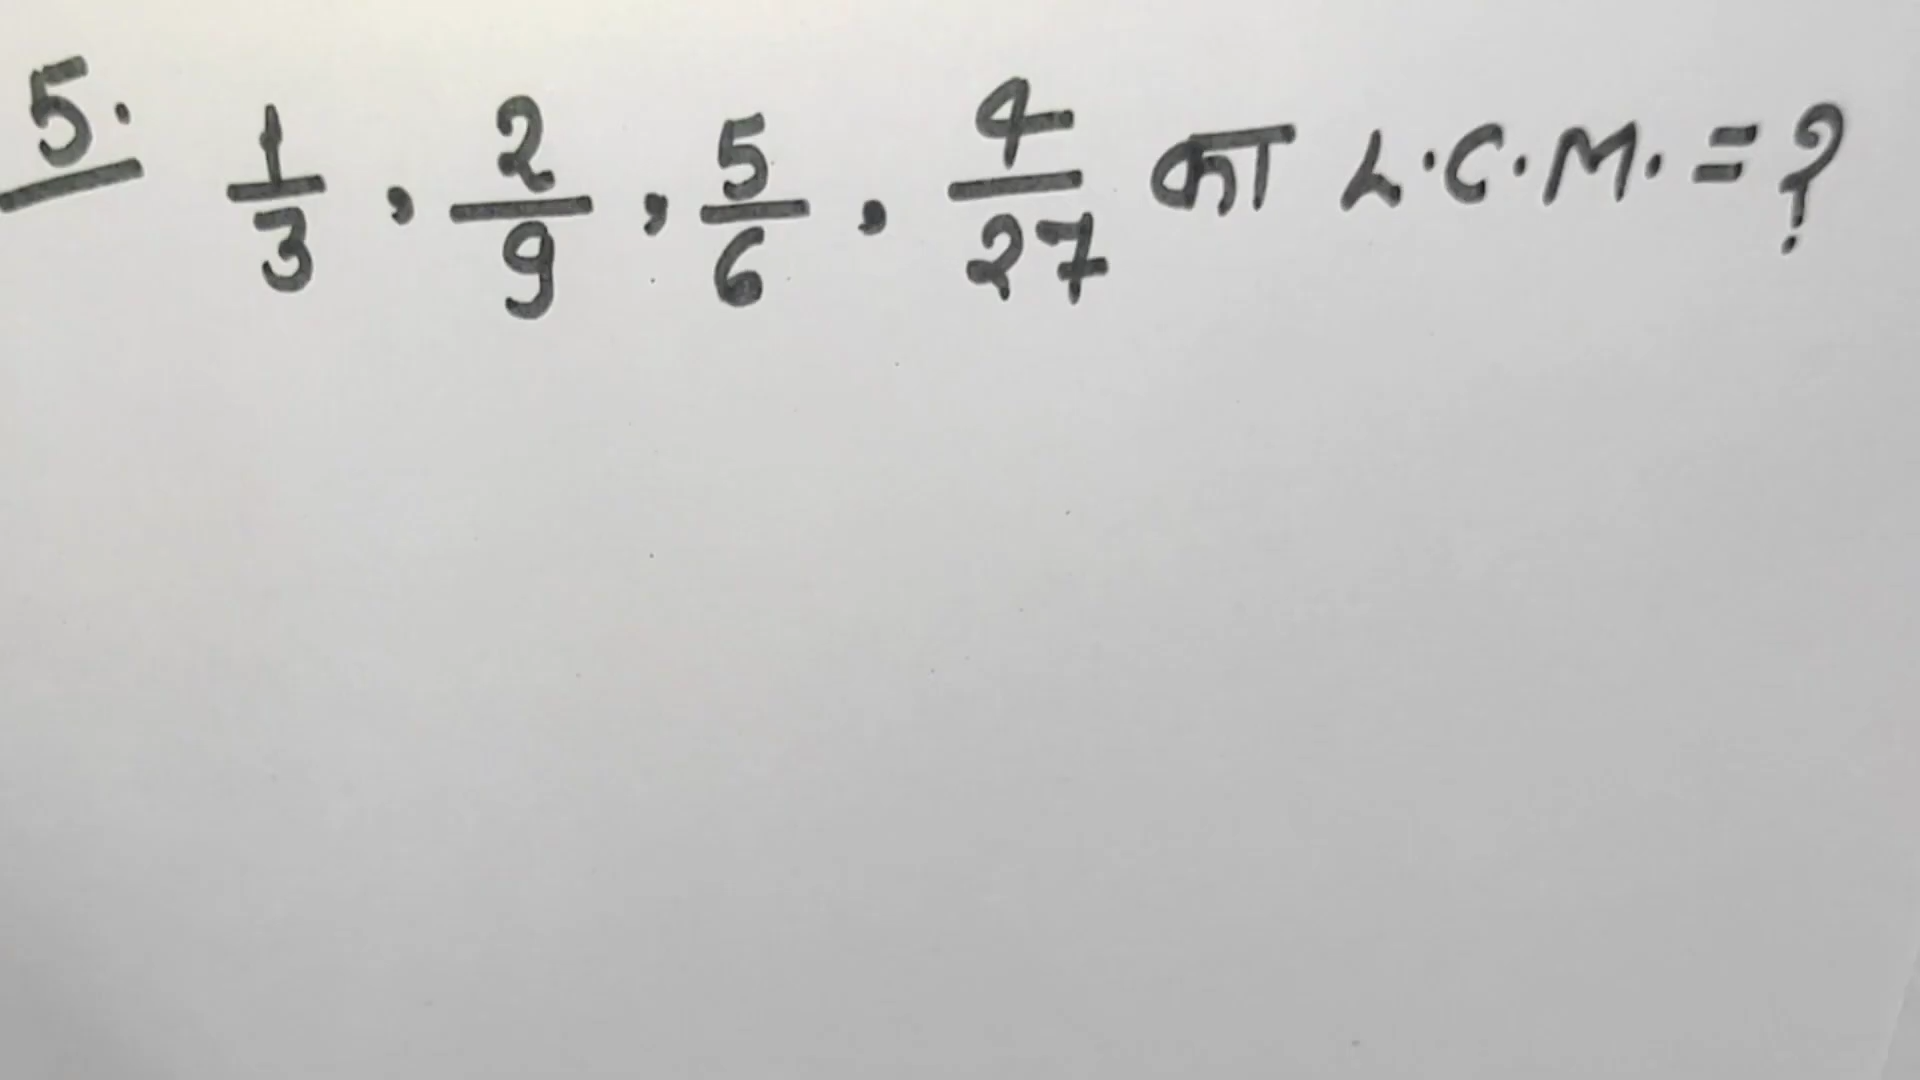 5. 1/3, 2/9, 5/6, 4/27 का L.C.M. = ?